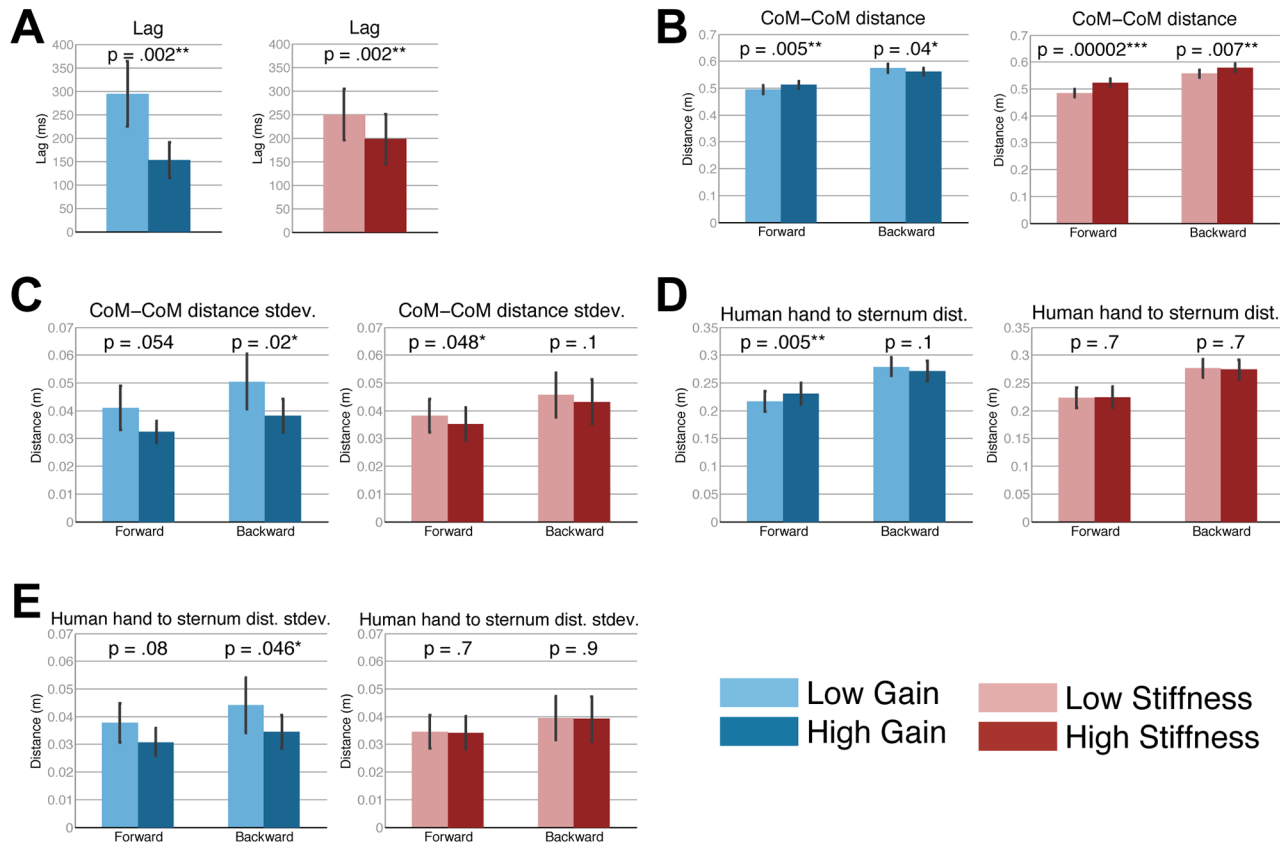 A
Lag
p = .002**
Lag (ms)
400
350
300
250
200
150
100
50
0
Lag
p = .002**
Lag (ms)
400
350
300
250
200
150
100
50
0
B
CoM–CoM distance
p = .005**
p = .04*
Distance (m)
0.7
0.6
0.5
0.4
0.3
0.2
0.1
0
Forward
Backward
CoM–CoM distance
p = .00002***
p = .007**
Distance (m)
0.7
0.6
0.5
0.4
0.3
0.2
0.1
0
Forward
Backward
C
CoM–CoM distance stdev.
p = .054
p = .02*
Distance (m)
0.07
0.06
0.05
0.04
0.03
0.02
0.01
0
Forward
Backward
CoM–CoM distance stdev.
p = .048*
p = .1
Distance (m)
0.07
0.06
0.05
0.04
0.03
0.02
0.01
0
Forward
Backward
D
Human hand to sternum dist.
p = .005**
p = .1
Distance (m)
0.35
0.3
0.25
0.2
0.15
0.1
0.05
0
Forward
Backward
Human hand to sternum dist.
p = .7
p = .7
Distance (m)
0.35
0.3
0.25
0.2
0.15
0.1
0.05
0
Forward
Backward
E
Human hand to sternum dist. stdev.
p = .08
p = .046*
Distance (m)
0.07
0.06
0.05
0.04
0.03
0.02
0.01
0
Forward
Backward
Human hand to sternum dist. stdev.
p = .7
p = .9
Distance (m)
0.07
0.06
0.05
0.04
0.03
0.02
0.01
0
Forward
Backward
Low Gain
High Gain
Low Stiffness
High Stiffness